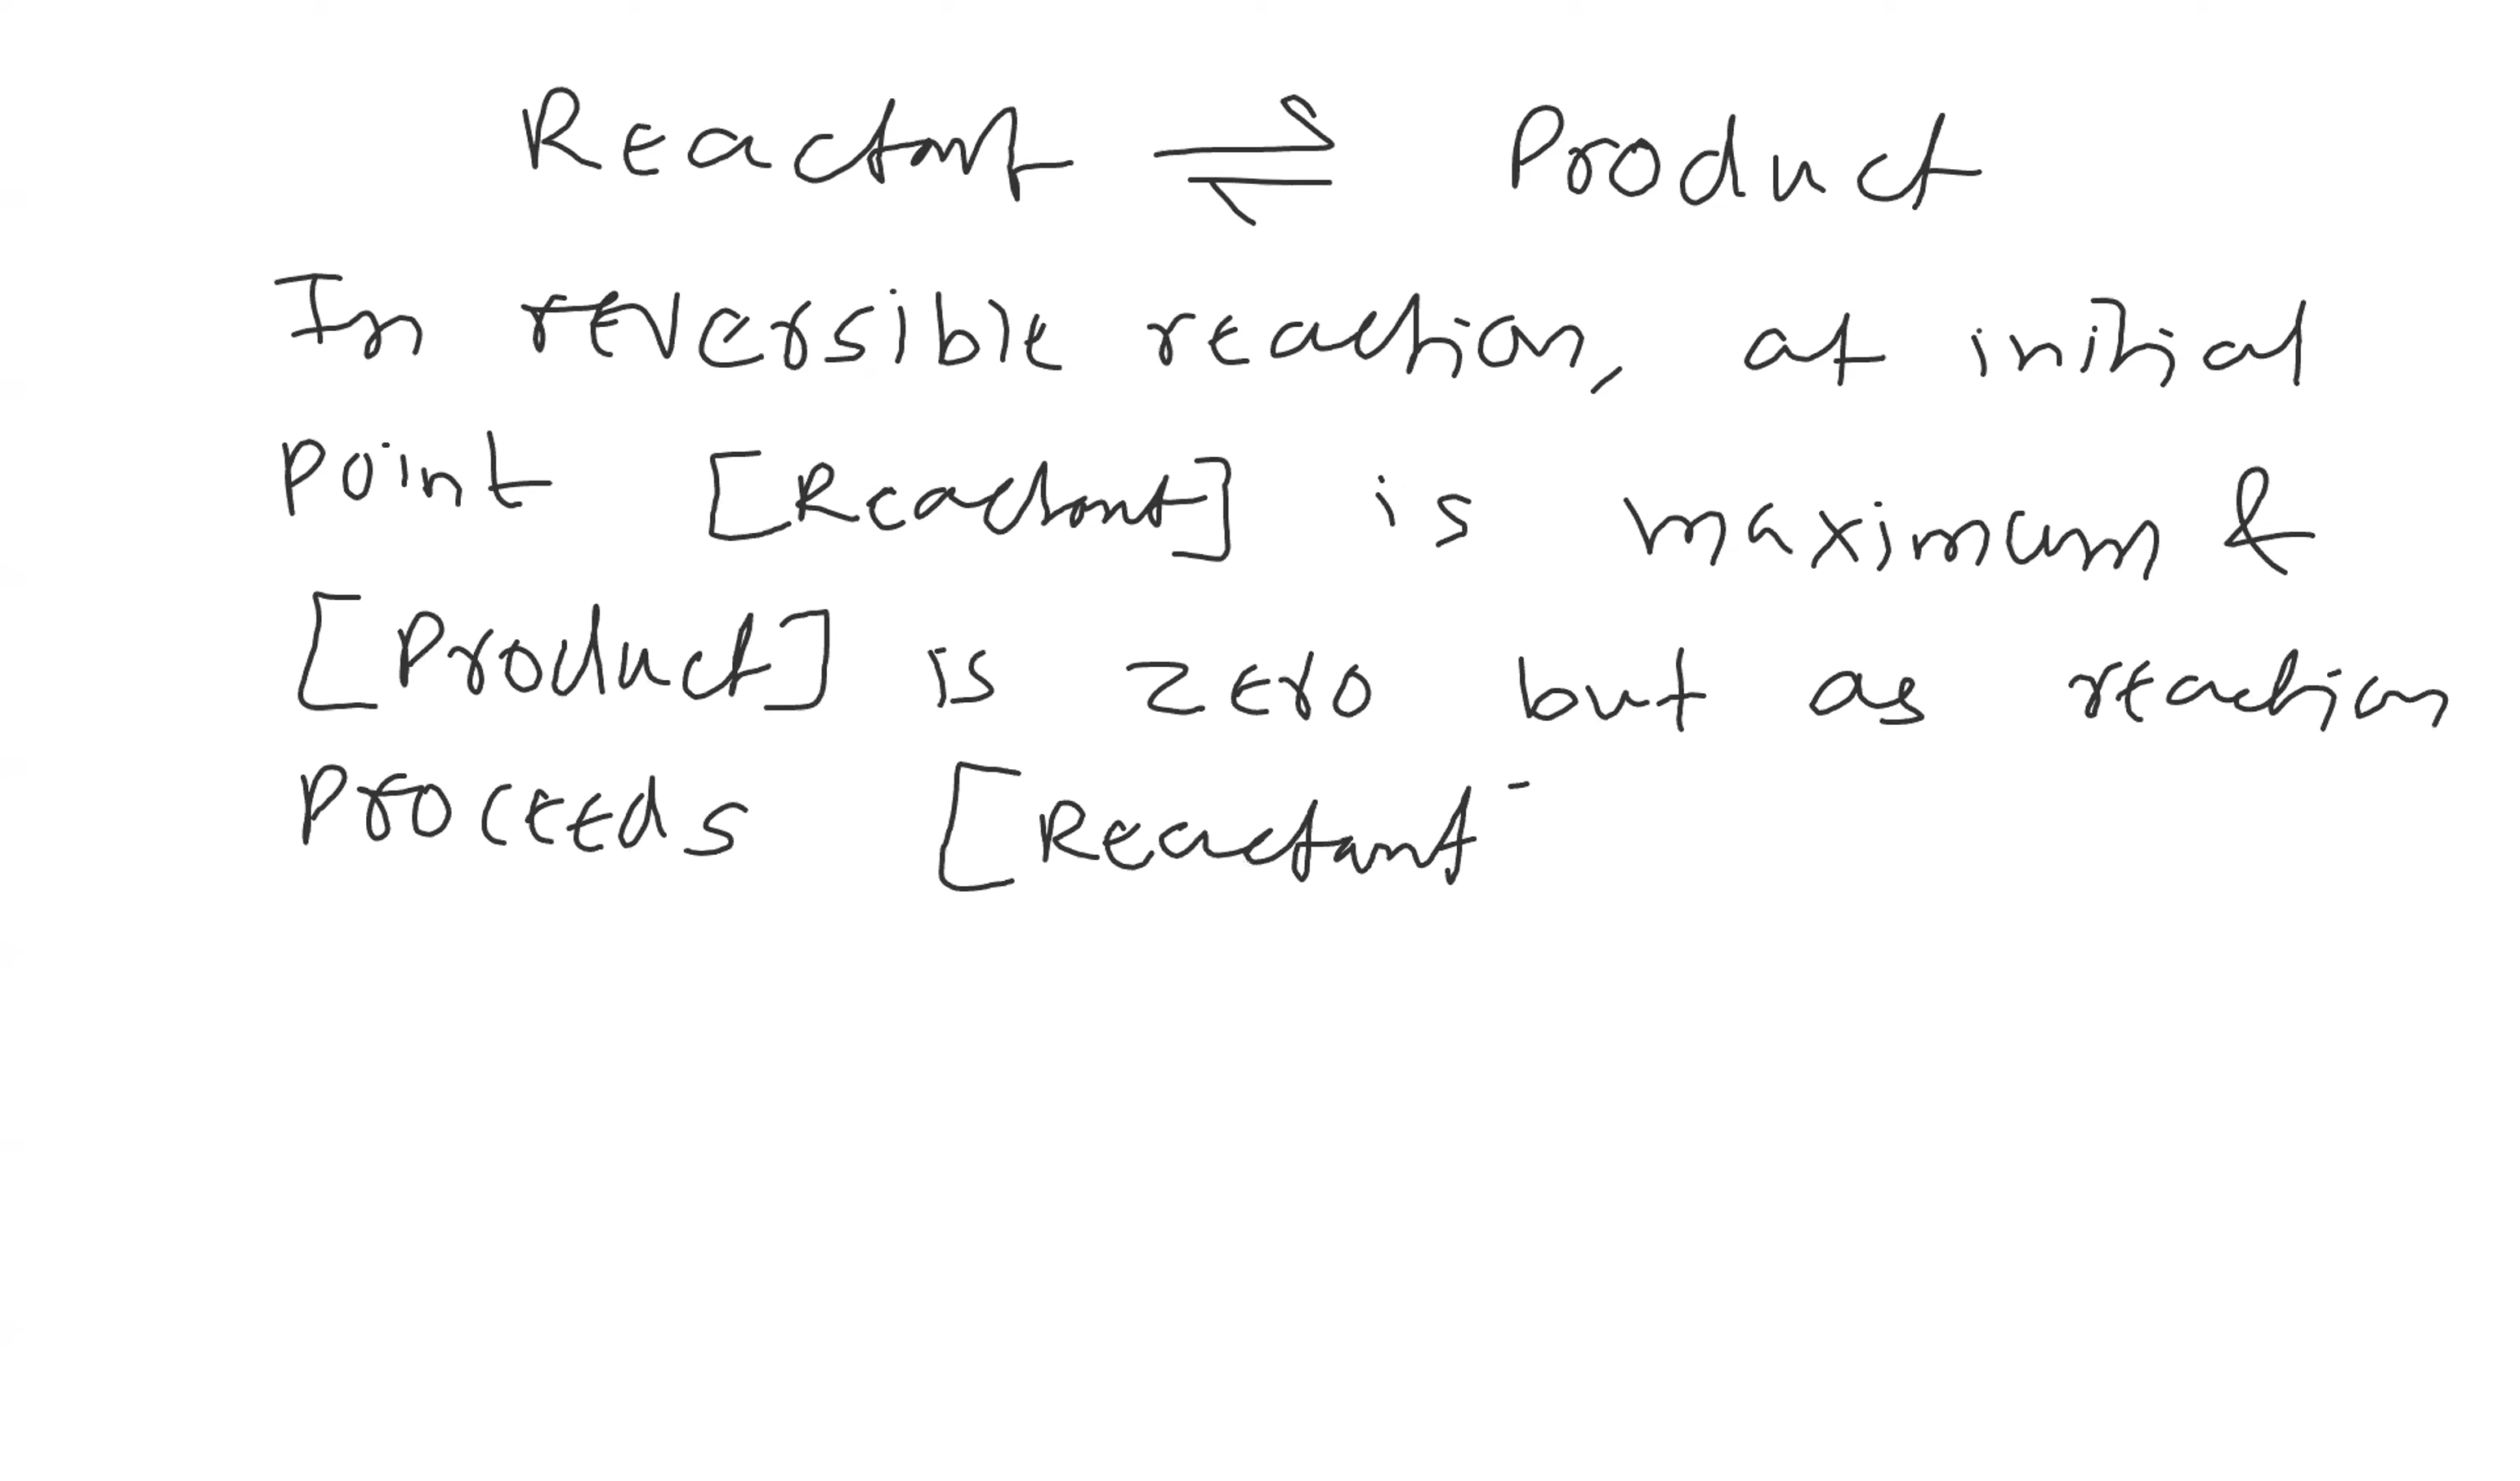 Reactant ⇌ Product
In reversible reaction, at initial
point [Reactant] is maximum &
[Product] is zero but as reaction
proceeds [Reactant